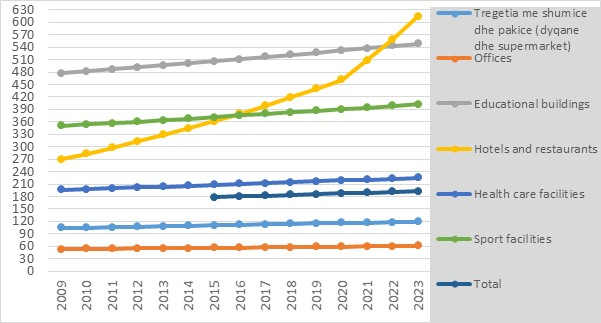 630
600
570
540
510
480
450
420
390
360
330
300
270
240
210
180
150
120
90
60
30
0
2009 2010 2011 2012 2013 2014 2015 2016 2017 2018 2019 2020 2021 2022 2023
Tregetia me shumice
dhe pakice (dyqane
dhe supermarket)
Offices
Educational buildings
Hotels and restaurants
Health care facilities
Sport facilities
Total